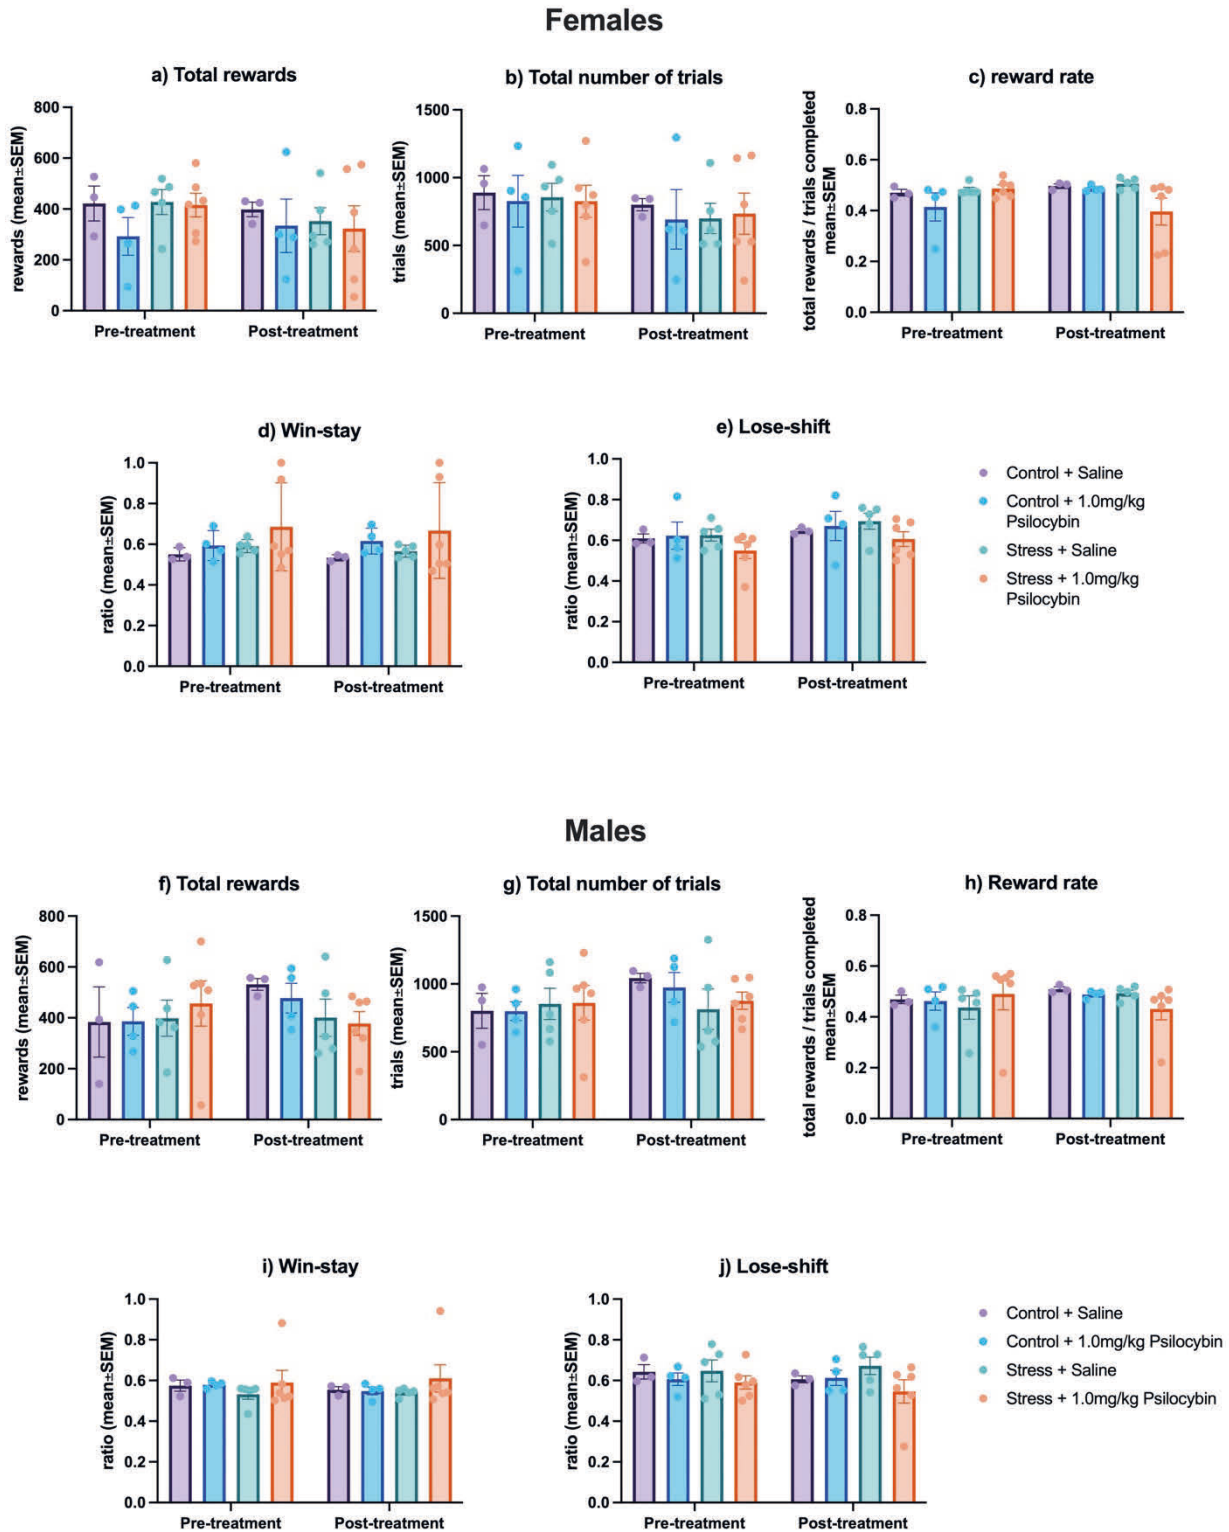 Females
a) Total rewards
rewards (mean±SEM)
800
600
400
200
0
Pre-treatment
Post-treatment
b) Total number of trials
trials (mean±SEM)
1500
1000
500
0
Pre-treatment
Post-treatment
c) reward rate
total rewards / trials completed
mean±SEM
0.8
0.6
0.4
0.2
0.0
Pre-treatment
Post-treatment
d) Win-stay
ratio (mean±SEM)
1.0
0.8
0.6
0.4
0.2
0.0
Pre-treatment
Post-treatment
e) Lose-shift
ratio (mean±SEM)
1.0
0.8
0.6
0.4
0.2
0.0
Pre-treatment
Post-treatment
Control + Saline
Control + 1.0mg/kg
Psilocybin
Stress + Saline
Stress + 1.0mg/kg
Psilocybin
Males
f) Total rewards
rewards (mean±SEM)
800
600
400
200
0
Pre-treatment
Post-treatment
g) Total number of trials
trials (mean±SEM)
1500
1000
500
0
Pre-treatment
Post-treatment
h) Reward rate
total rewards / trials completed
mean±SEM
0.8
0.6
0.4
0.2
0.0
Pre-treatment
Post-treatment
i) Win-stay
ratio (mean±SEM)
1.0
0.8
0.6
0.4
0.2
0.0
Pre-treatment
Post-treatment
j) Lose-shift
ratio (mean±SEM)
1.0
0.8
0.6
0.4
0.2
0.0
Pre-treatment
Post-treatment
Control + Saline
Control + 1.0mg/kg Psilocybin
Stress + Saline
Stress + 1.0mg/kg Psilocybin